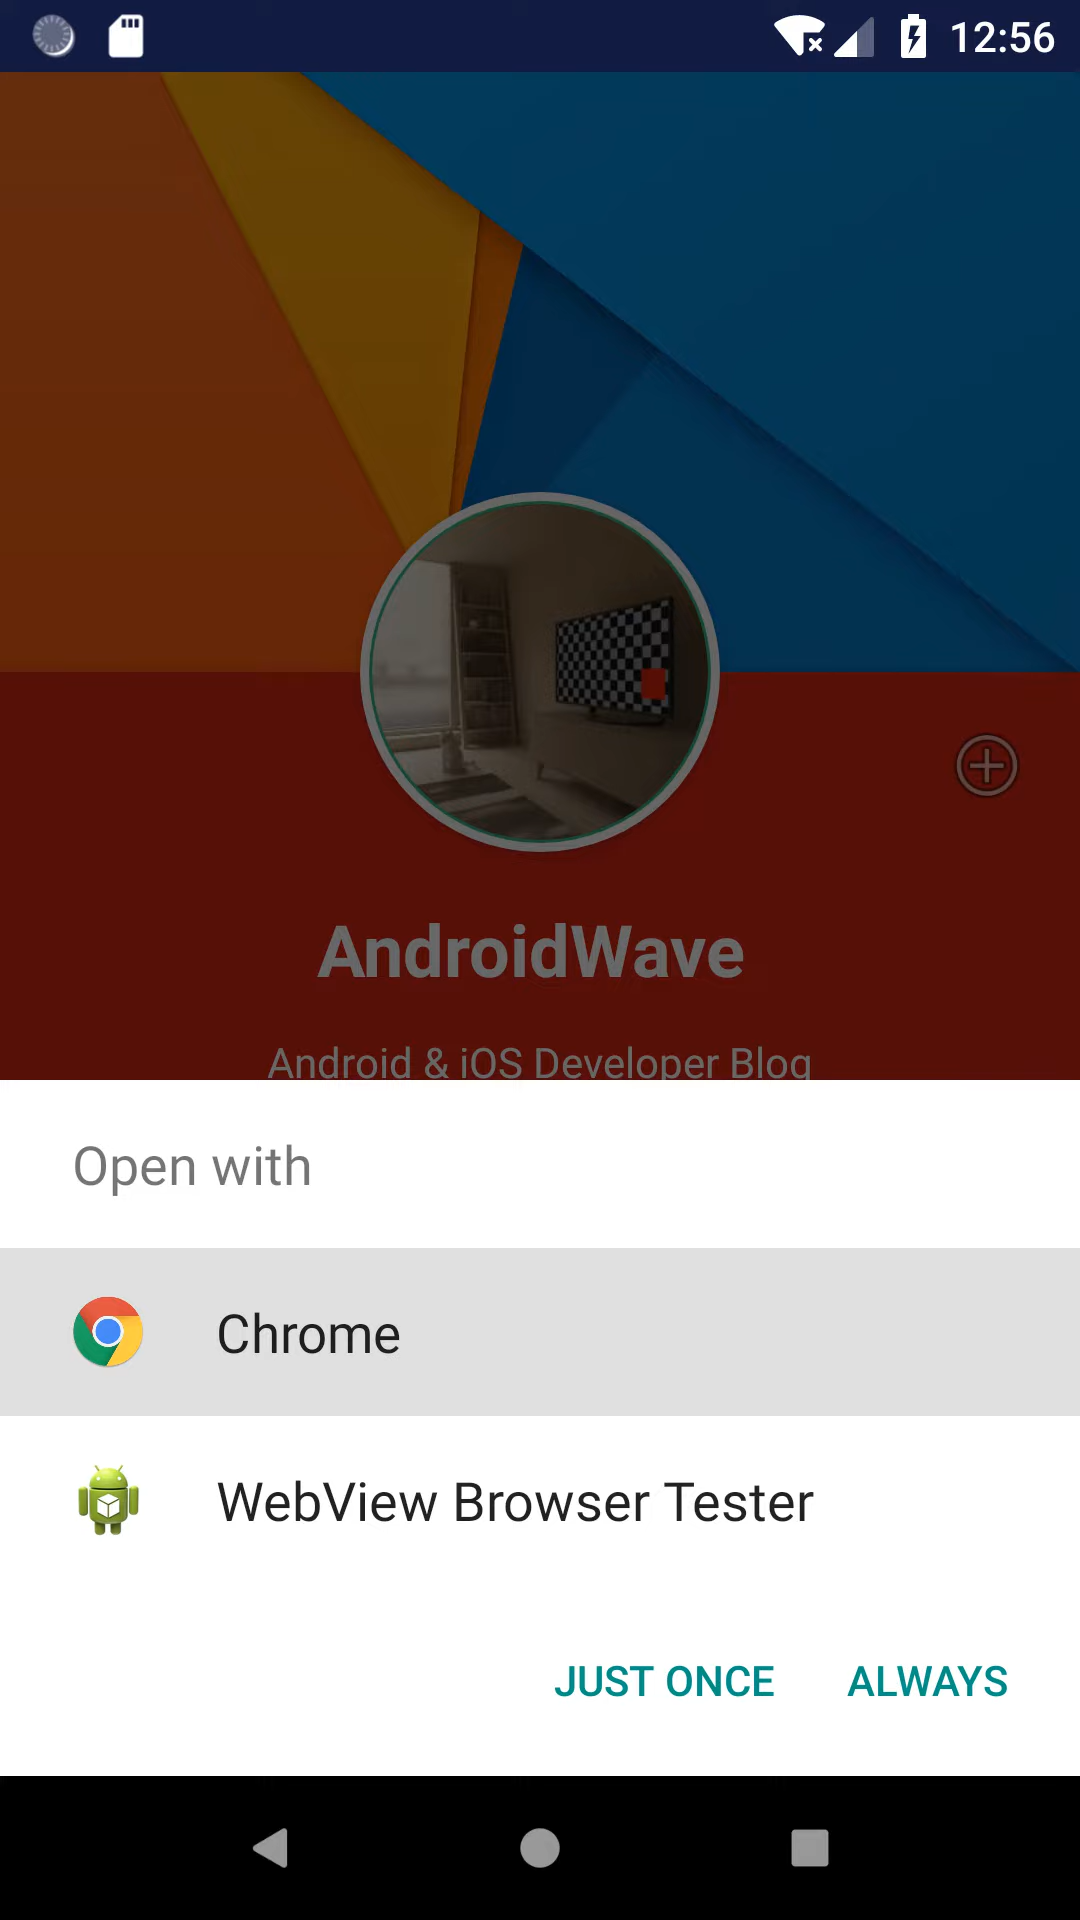 12:56
AndroidWave
Android & iOS Developer Blog
Open with
Chrome
WebView Browser Tester
JUST ONCE ALWAYS